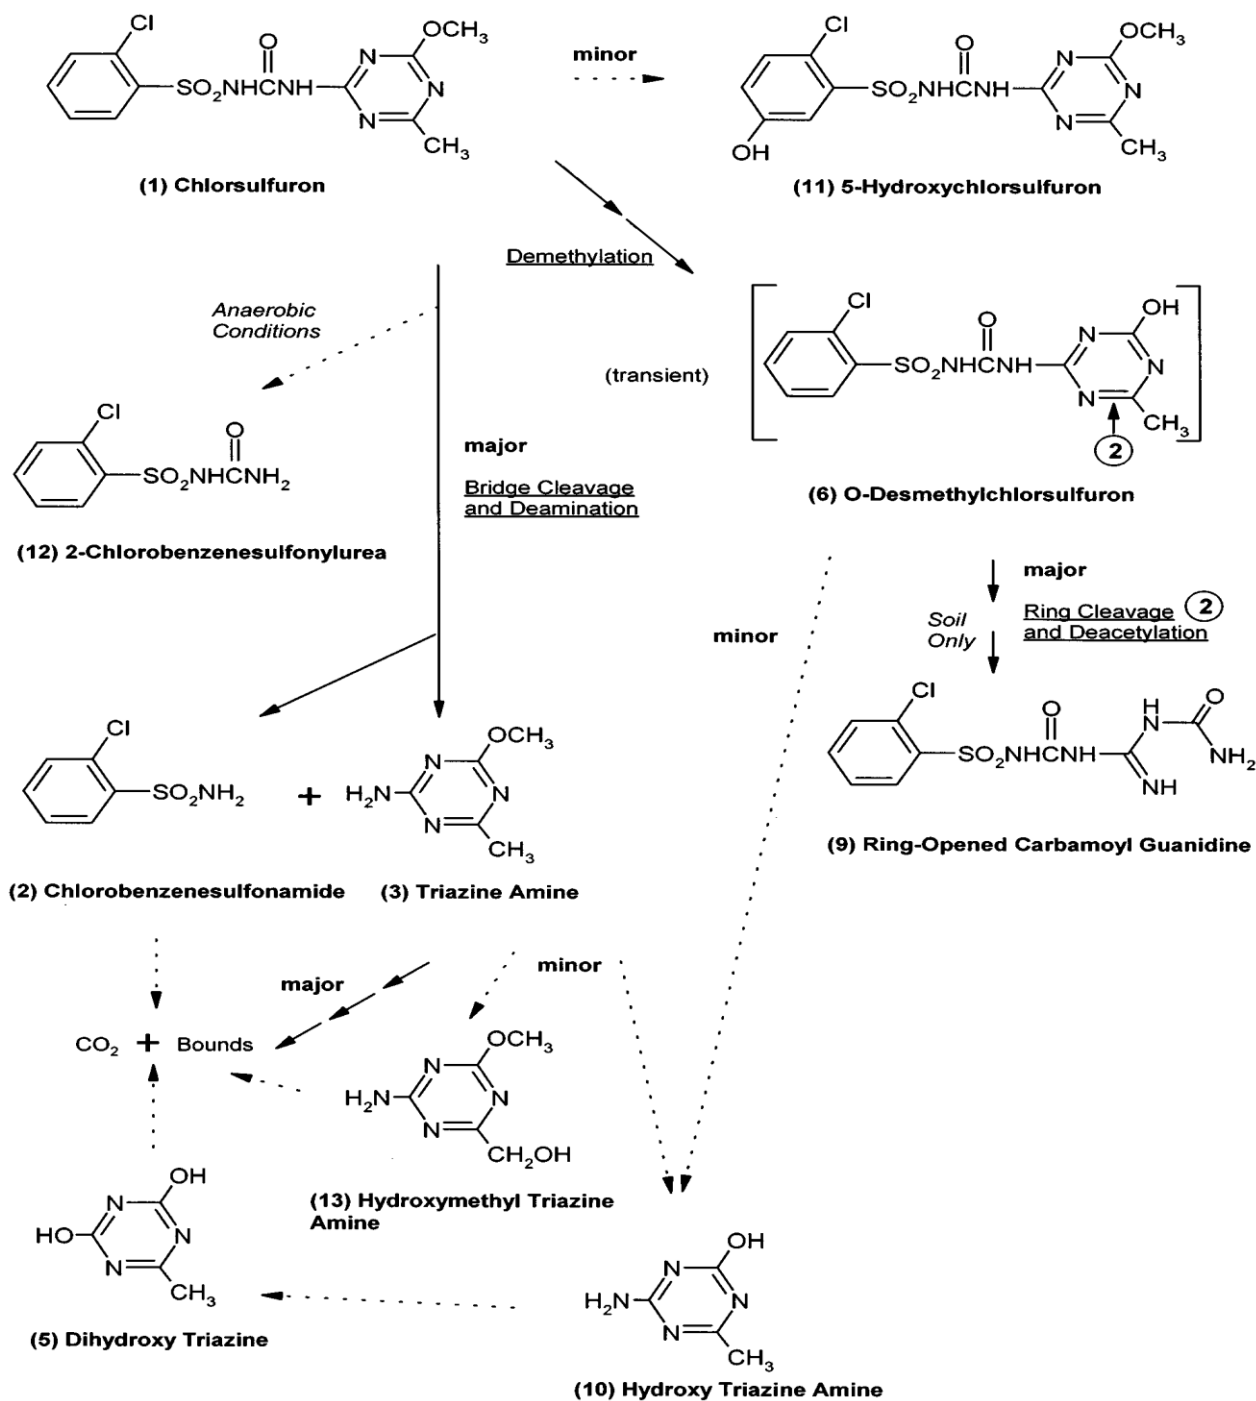 Cl
O
SO2NHCNH
N
N
N
OCH3
CH3
(1) Chlorsulfuron
minor
Cl
O
SO2NHCNH
OH
N
N
N
OCH3
CH3
(11) 5-Hydroxychlorsulfuron
Demethylation
Anaerobic
Conditions
Cl
O
SO2NHCNH2
(12) 2-Chlorobenzenesulfonylurea
major
Bridge Cleavage
and Deamination
(transient)
Cl
O
SO2NHCNH
N
N
N
OH
CH3
2
(6) O-Desmethylchlorsulfuron
minor
major
Soil
Only
Ring Cleavage 2
and Deacetylation
Cl
O
SO2NHCNH
H
N
O
NH2
NH
(9) Ring-Opened Carbamoyl Guanidine
Cl
SO2NH2
(2) Chlorobenzenesulfonamide
+
H2N
N
N
N
OCH3
CH3
(3) Triazine Amine
major
minor
CO2 + Bounds
H2N
N
N
N
OCH3
CH2OH
(13) Hydroxymethyl Triazine
Amine
HO
N
N
N
OH
CH3
(5) Dihydroxy Triazine
H2N
N
N
N
OH
CH3
(10) Hydroxy Triazine Amine